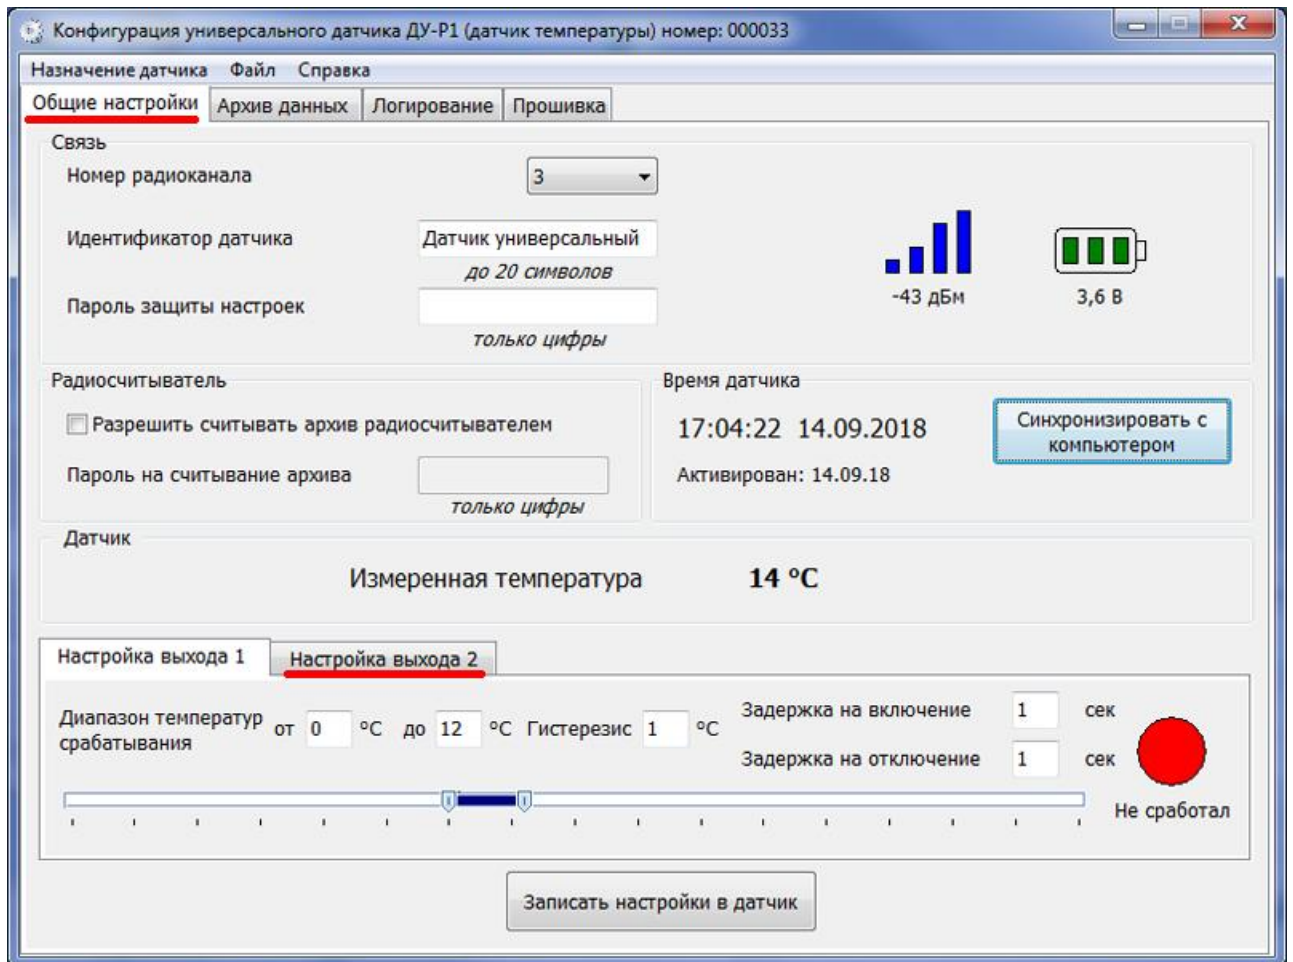 Конфигурация универсального датчика ДУ-Р1 (датчик температуры) номер: 000033
Назначение датчика Файл Справка
Общие настройки Архив данных Логирование Прошивка
Связь
Номер радиоканала 3
Идентификатор датчика Датчик универсальный
до 20 символов
-43 дБм 3,6 В
Пароль защиты настроек
только цифры
Радиосчитыватель
Разрешить считывать архив радиосчитывателем
Пароль на считывание архива
только цифры
Время датчика
17:04:22 14.09.2018
Синхронизировать с
компьютером
Активирован: 14.09.18
Датчик
Измеренная температура 14 °C
Настройка выхода 1 Настройка выхода 2
Диапазон температур
срабатывания
от 0 °C до 12 °C Гистерезис 1 °C
Задержка на включение 1 сек
Задержка на отключение 1 сек
Не сработал
Записать настройки в датчик